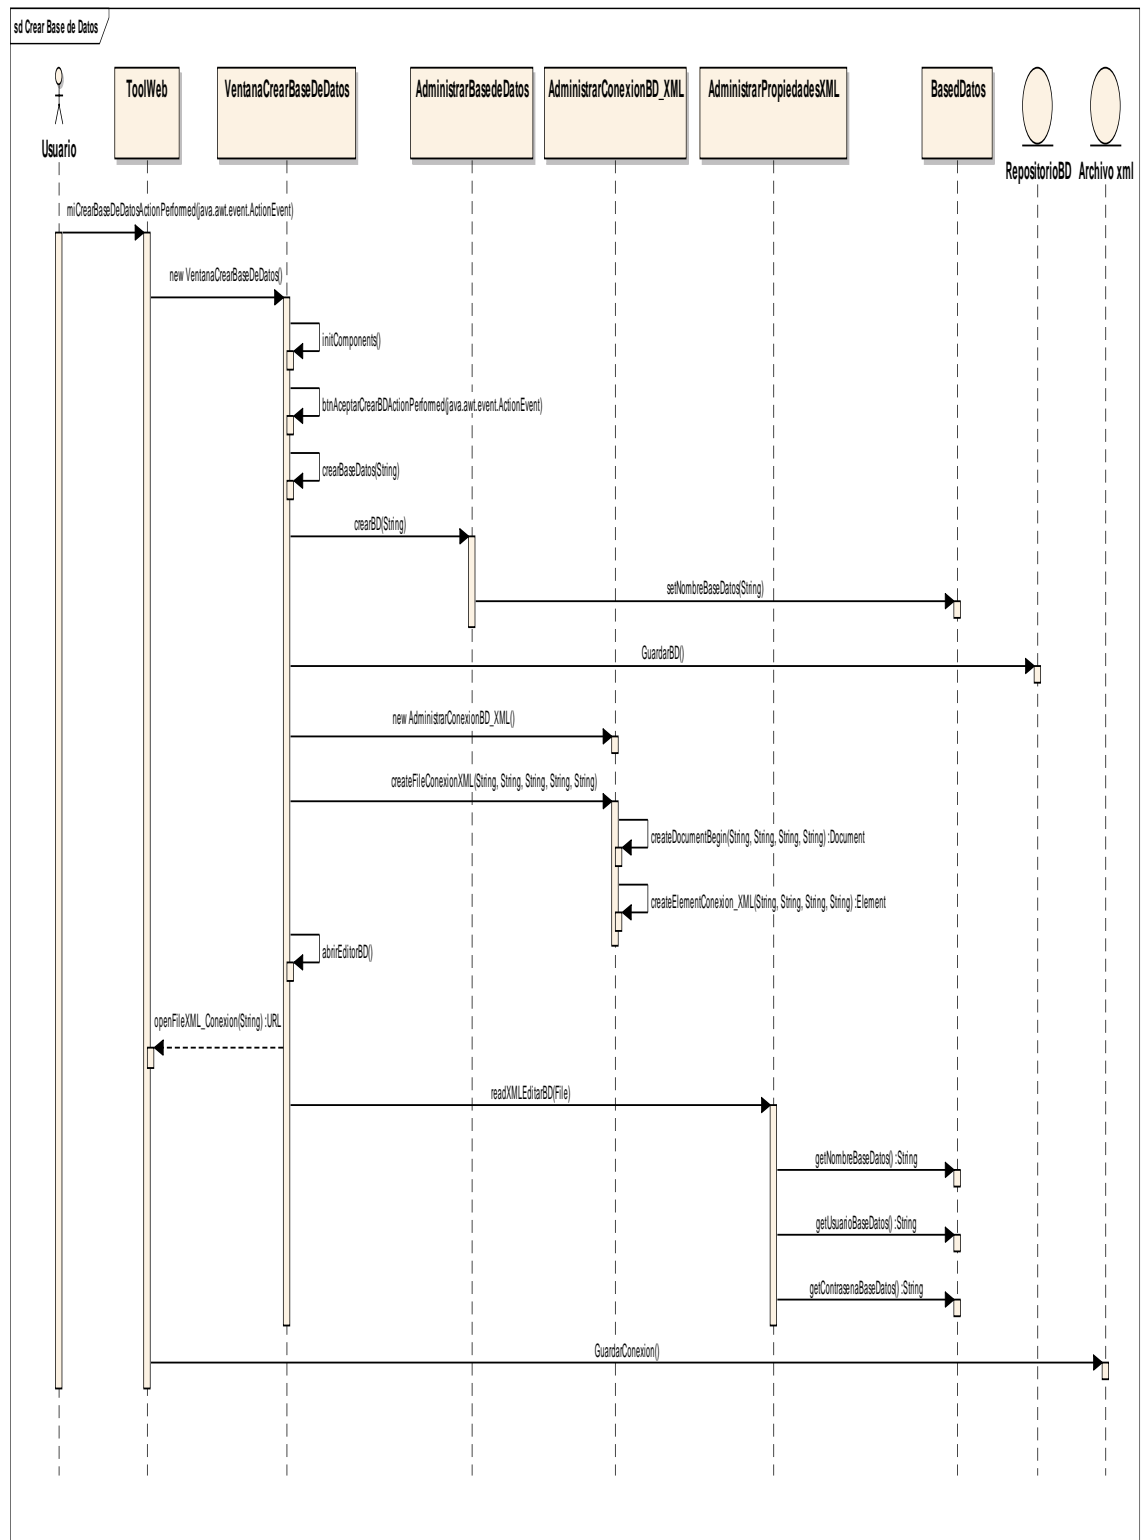 sd Crear Base de Datos
Usuario
ToolWeb
VentanaCrearBaseDeDatos
AdministrarBasedeDatos
AdministrarConexionBD_XML
AdministrarPropiedadesXML
BasedDatos
RepositorioBD
Archivo xml
miCrearBaseDeDatosActionPerformed(java.awt.event.ActionEvent)
new VentanaCrearBaseDeDatos()
initComponents()
btnAceptarCrearBDActionPerformed(java.awt.event.ActionEvent)
crearBaseDatos(String)
crearBD(String)
setNombreBaseDatos(String)
GuardarBD()
new AdministrarConexionBD_XML()
createFileConexionXML(String, String, String, String, String)
createDocumentBegin(String, String, String, String) :Document
createElementConexion_XML(String, String, String, String) :Element
abrirEditorBD()
openFileXML_Conexion(String) :URL
readXMLEditarBD(File)
getNombreBaseDatos() :String
getUsuarioBaseDatos() :String
getContrasenaBaseDatos() :String
GuardarConexion()